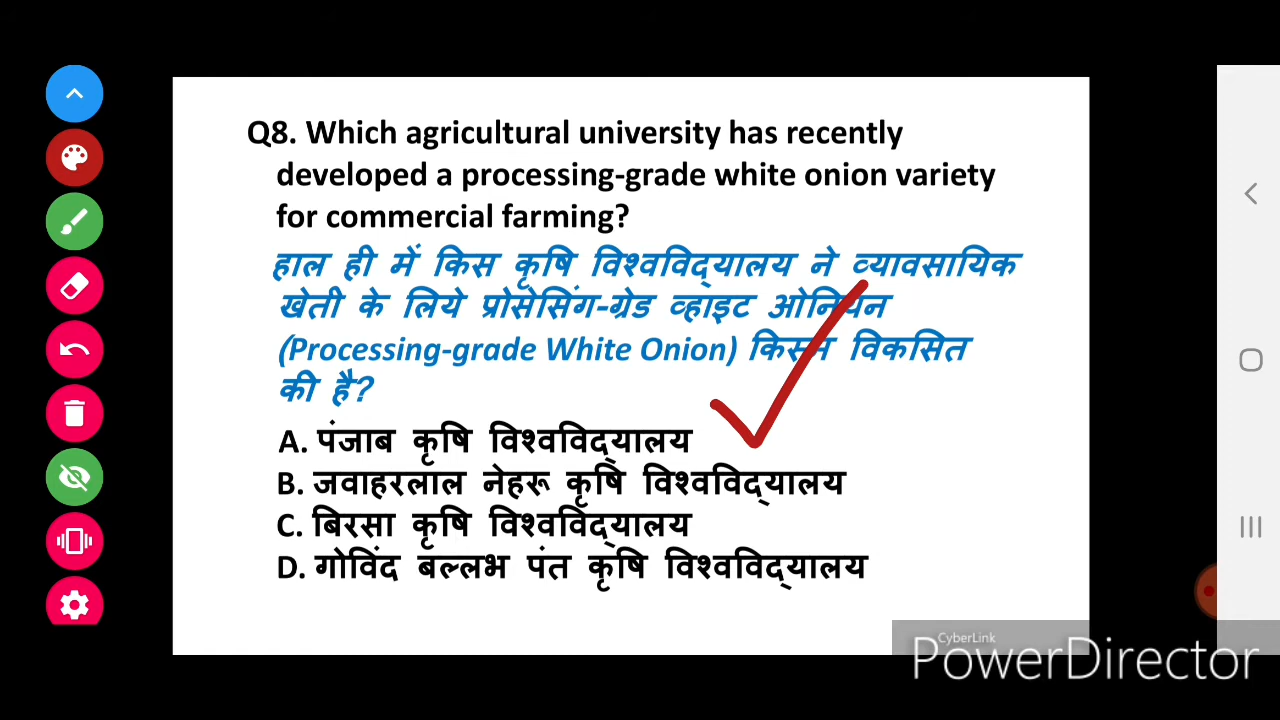 Q8. Which agricultural university has recently
developed a processing-grade white onion variety
for commercial farming?
हाल ही में किस कृषि विश्वविद्यालय ने व्यावसायिक
खेती के लिये प्रोसेसिंग-ग्रेड व्हाइट ओनियन
(Processing-grade White Onion) किस्म विकसित
की है?
A. पंजाब कृषि विश्वविद्यालय
B. जवाहरलाल नेहरू कृषि विश्वविद्यालय
C. बिरसा कृषि विश्वविद्यालय
D. गोविंद बल्लभ पंत कृषि विश्वविद्यालय
CyberLink
PowerDirector